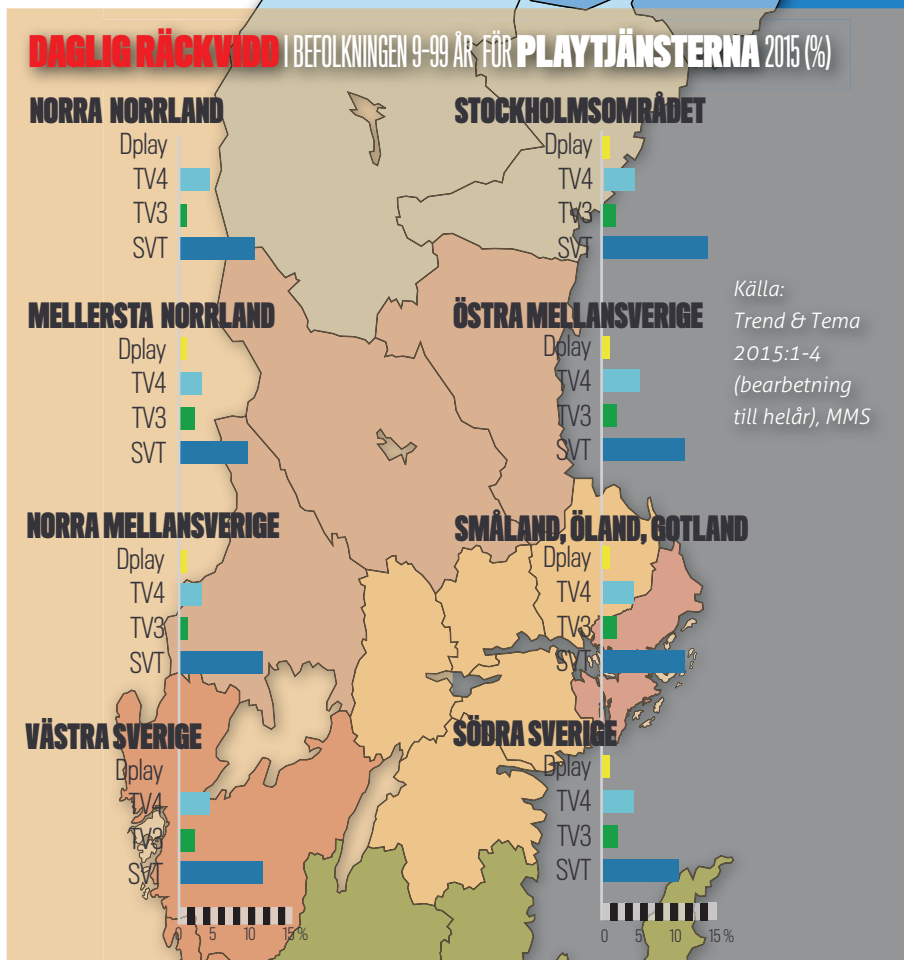 DAGLIG RÄCKVIDD I BEFOLKNINGEN 9-99 ÅR FÖR PLAYTJÄNSTERNA 2015 (%)
NORRA NORRLAND
Dplay
TV4
TV3
SVT
MELLERSTA NORRLAND
Dplay
TV4
TV3
SVT
NORRA MELLANSVERIGE
Dplay
TV4
TV3
SVT
VÄSTRA SVERIGE
Dplay
TV4
TV3
SVT
0 5 10 15 %
STOCKHOLMSOMRÅDET
Dplay
TV4
TV3
SVT
ÖSTRA MELLANSVERIGE
Dplay
TV4
TV3
SVT
SMÅLAND, ÖLAND, GOTLAND
Dplay
TV4
TV3
SVT
SÖDRA SVERIGE
Dplay
TV4
TV3
SVT
0 5 10 15 %
Källa:
Trend & Tema
2015:1-4
(bearbetning
till helår), MMS